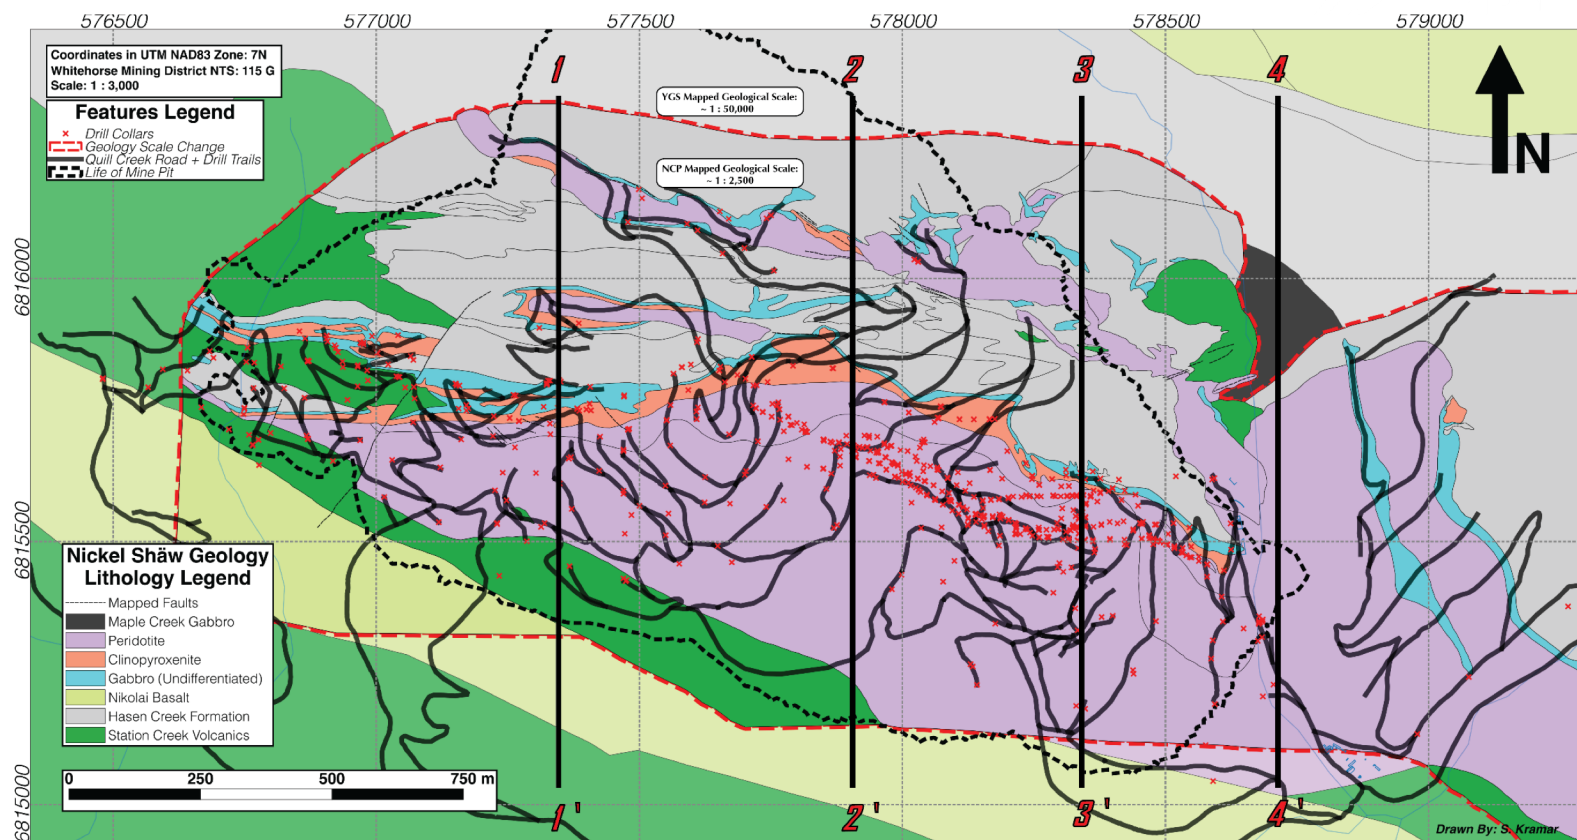 576500 577000 577500 578000 578500 579000
Coordinates in UTM NAD83 Zone: 7N
Whitehorse Mining District NTS: 115 G
Scale: 1 : 3,000
Features Legend
Drill Collars
Geology Scale Change
Quill Creek Road + Drill Trails
Life of Mine Pit
1 2 3 4
YGS Mapped Geological Scale:
~ 1 : 50,000
NCP Mapped Geological Scale:
~ 1 : 2,500
N
6816000
6815500
6815000
Nickel Shäw Geology
Lithology Legend
Mapped Faults
Maple Creek Gabbro
Peridotite
Clinopyroxenite
Gabbro (Undifferentiated)
Nikolai Basalt
Hasen Creek Formation
Station Creek Volcanics
0 250 500 750 m
1' 2' 3' 4'
Drawn By: S. Kramar